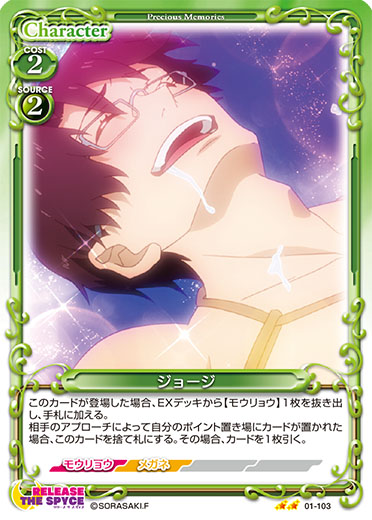 Precious Memories
Character
COST
2
SOURCE
2
ジョージ
このカードが登場した場合、EXデッキから【モウリョウ】1枚を抜き出
し、手札に加える。
相手のアプローチによって自分のポイント置き場にカードが置かれた
場合、このカードを捨て札にする。その場合、カードを1枚引く。
モウリョウ
メガネ
RELEASE
THE SPYCE
©SORASAKI.F
01-103